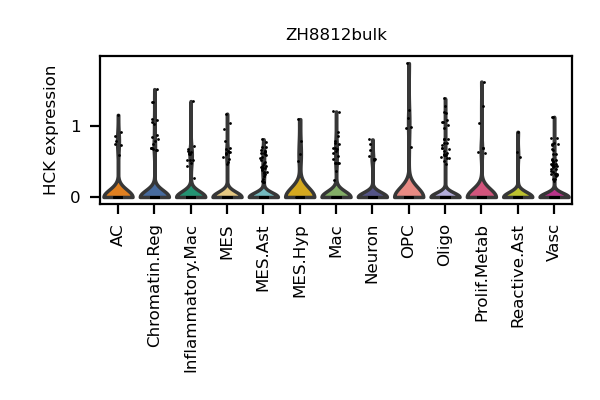 ZH8812bulk
HCK expression
1
0
AC
Chromatin.Reg
Inflammatory.Mac
MES
MES.Ast
MES.Hyp
Mac
Neuron
OPC
Oligo
Prolif.Metab
Reactive.Ast
Vasc